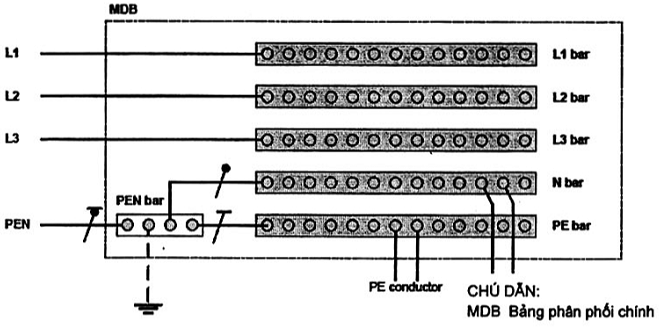 MDB
L1
L1 bar
L2
L2 bar
L3
L3 bar
N bar
PEN bar
PEN
PE bar
PE conductor
CHÚ DẪN:
MDB Bảng phân phối chính